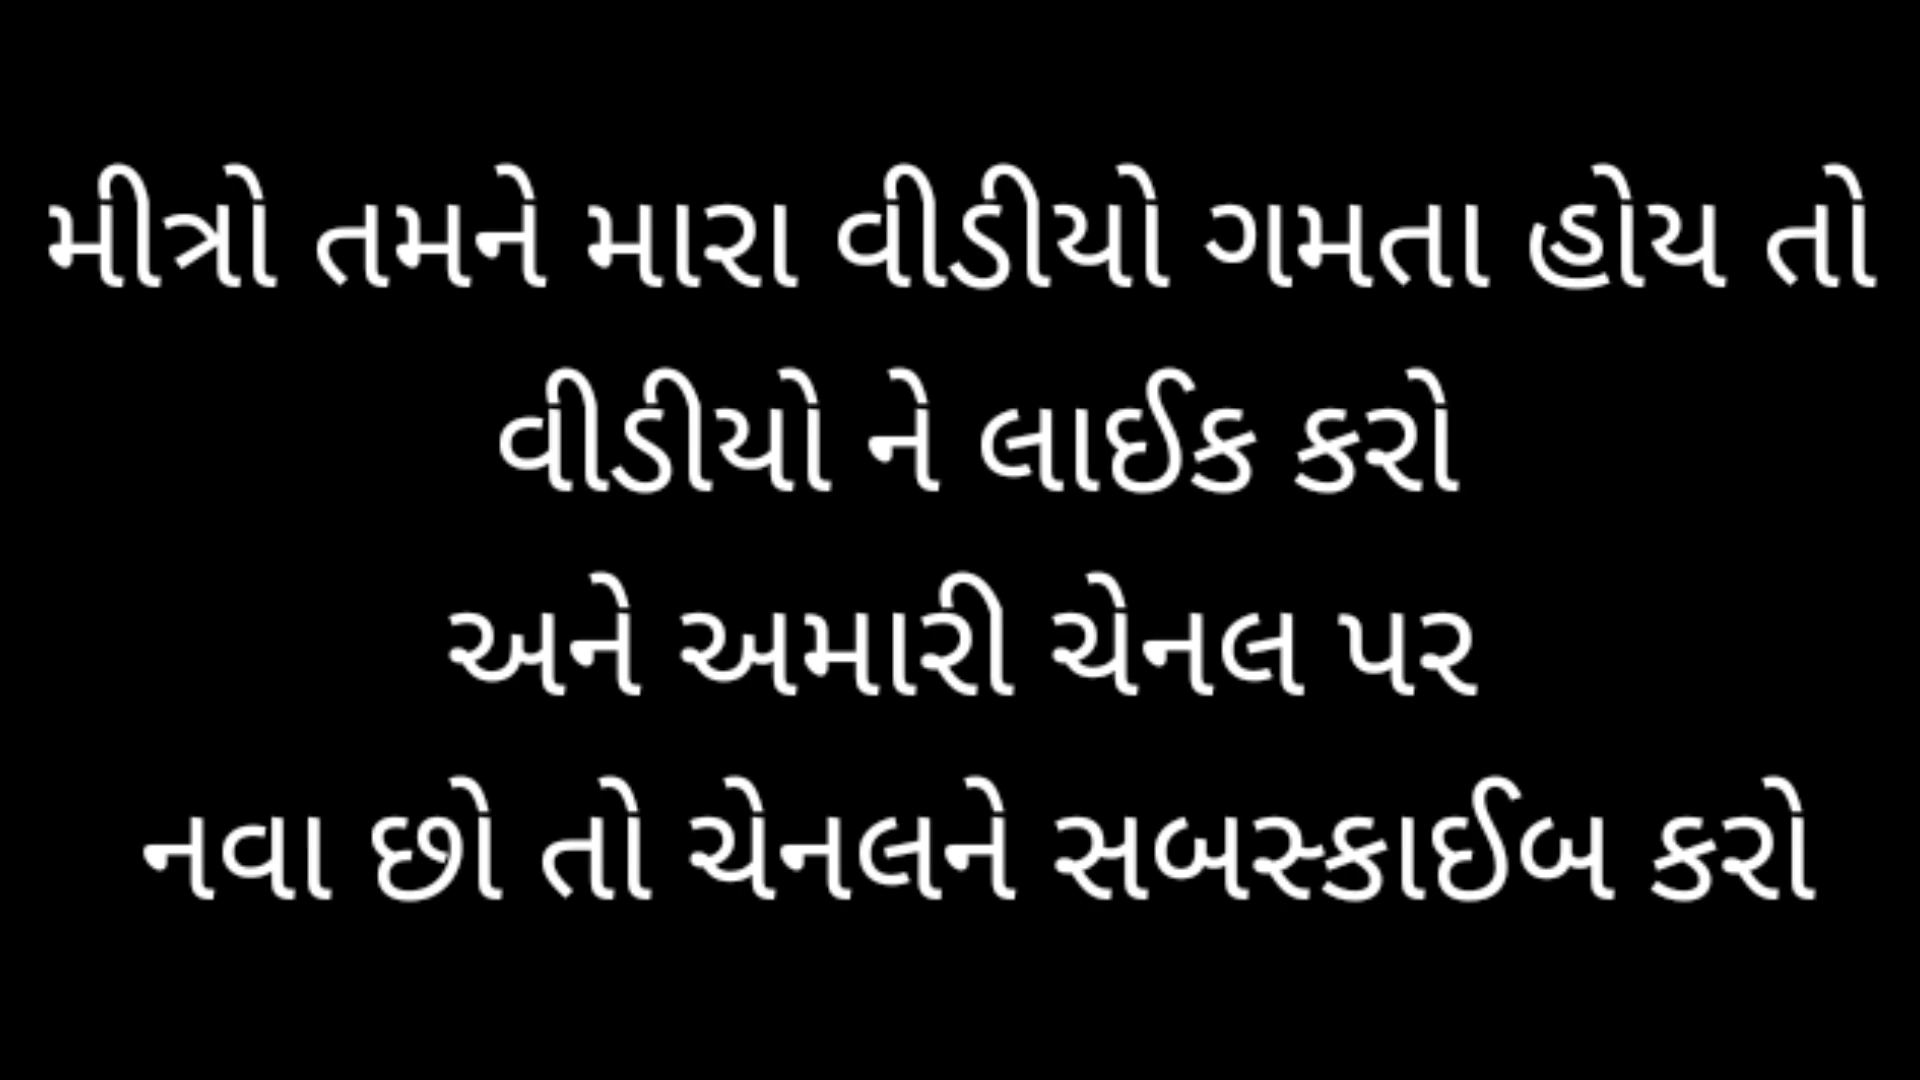 મીત્રો તમને મારા વીડીયો ગમતા હોય તો
વીડીયો ને લાઈક કરો
અને અમારી ચેનલ પર
નવા છો તો ચેનલને સબસ્કાઈબ કરો